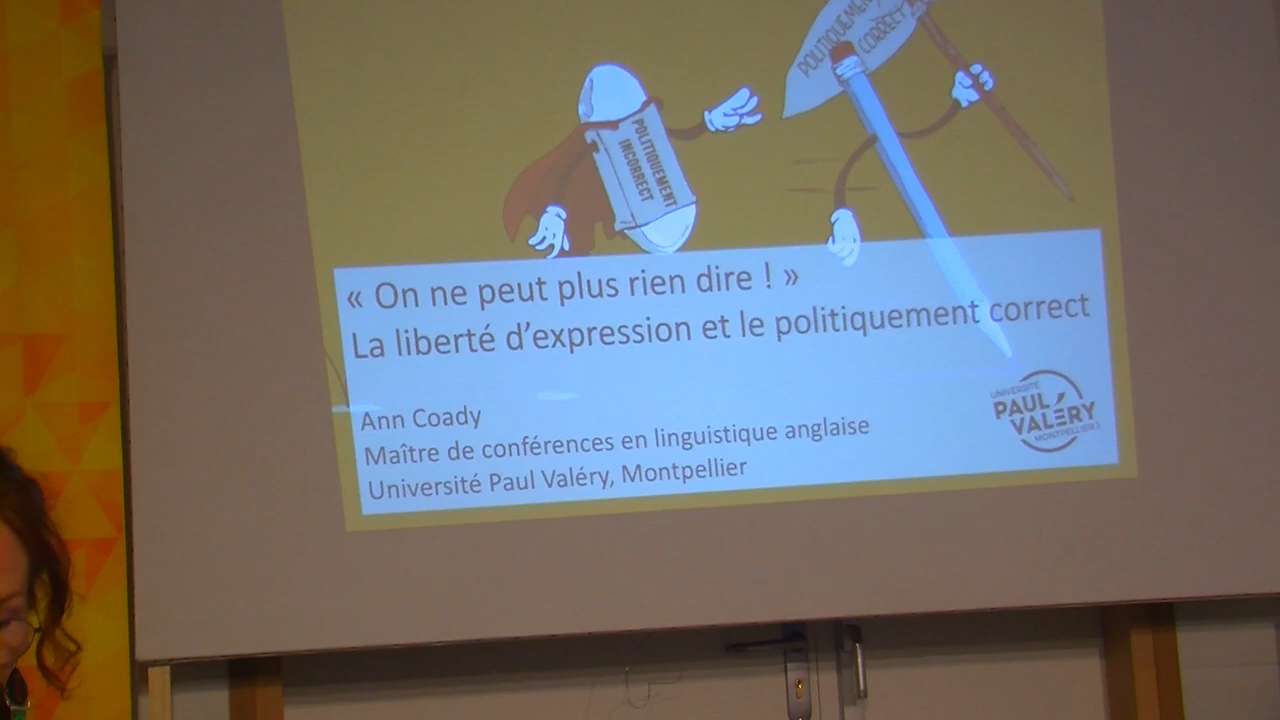 POLITIQUEMENT
CORRECT
POLITIQUEMENT
INCORRECT
« On ne peut plus rien dire ! »
La liberté d'expression et le politiquement correct
Ann Coady
Maître de conférences en linguistique anglaise
Université Paul Valéry, Montpellier
UNIVERSITÉ
PAUL
VALÉRY
MONTPELLIER 3